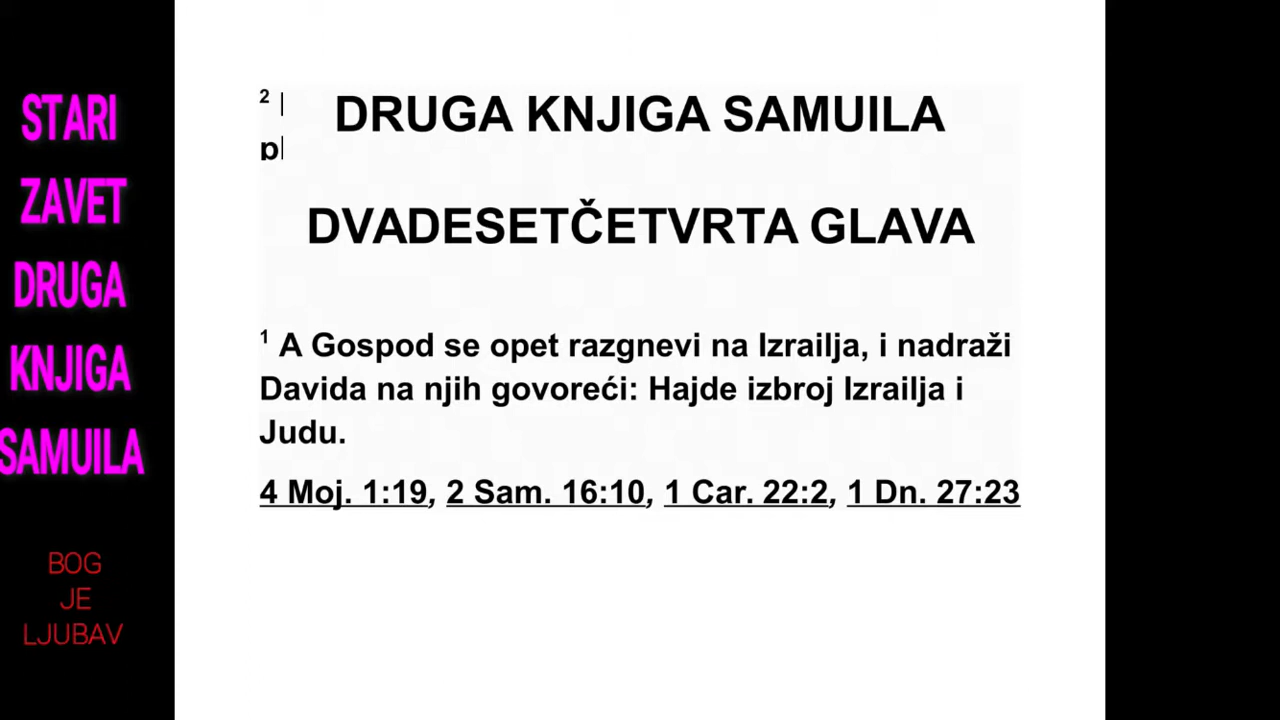 STARI
ZAVET
DRUGA
KNJIGA
SAMUILA
BOG
JE
LJUBAV
2
p
DRUGA KNJIGA SAMUILA
DVADESETČETVRTA GLAVA
1 A Gospod se opet razgnevi na Izrailja, i nadraži
Davida na njih govoreći: Hajde izbroj Izrailja i
Judu.
4 Moj. 1:19, 2 Sam. 16:10, 1 Car. 22:2, 1 Dn. 27:23